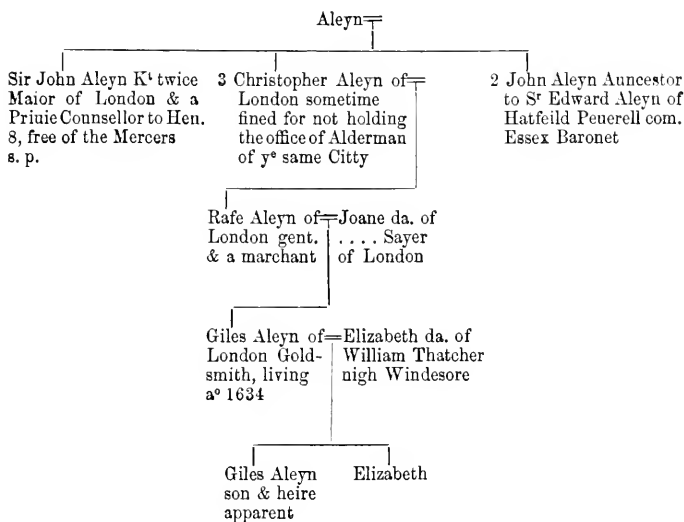 Aleyn
Sir John Aleyn Kᵗ twice
Maior of London & a
Priuie Counsellor to Hen.
8, free of the Mercers
s. p.
3 Christopher Aleyn of
London sometime
fined for not holding
the office of Alderman
of yᵉ same Citty
2 John Aleyn Auncestor
to Sʳ Edward Aleyn of
Hatfeild Peuerell com.
Essex Baronet
Rafe Aleyn of
London gent.
& a marchant
Joane da. of
. . . . Sayer
of London
Giles Aleyn of
London Gold-
smith, living
aᵒ 1634
Elizabeth da. of
William Thatcher
nigh Windesore
Giles Aleyn
son & heire
apparent
Elizabeth